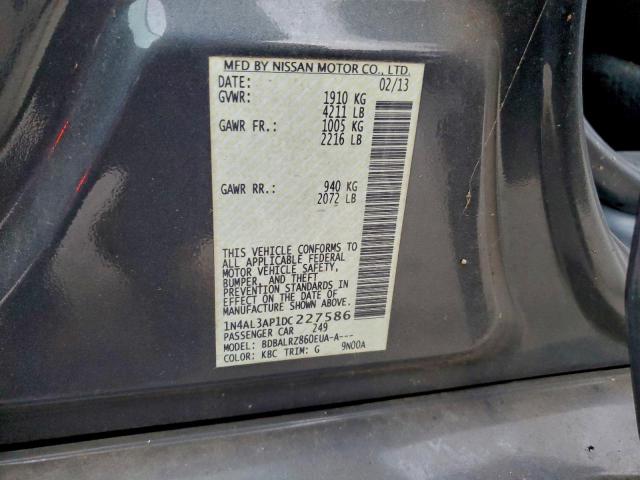 MFD BY NISSAN MOTOR CO., LTD.
DATE: 02/13
GVWR: 1910 KG
4211 LB
GAWR FR.: 1005 KG
2216 LB
GAWR RR.: 940 KG
2072 LB
THIS VEHICLE CONFORMS TO
ALL APPLICABLE FEDERAL
MOTOR VEHICLE SAFETY,
BUMPER, AND THEFT
PREVENTION STANDARDS IN
EFFECT ON THE DATE OF
MANUFACTURE SHOWN ABOVE.
1N4AL3AP1DC227586
PASSENGER CAR 249
MODEL: BDBALRZ86DEUA-A---
COLOR: KBC TRIM: G 9N00A